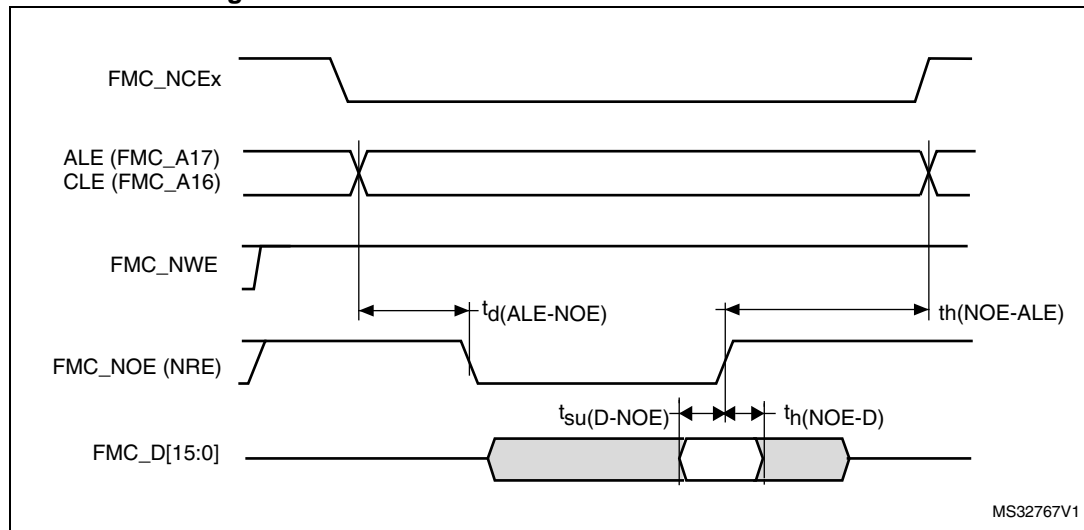 FMC_NCEx
ALE (FMC_A17)
CLE (FMC_A16)
FMC_NWE
td(ALE-NOE)
th(NOE-ALE)
FMC_NOE (NRE)
tsu(D-NOE)
th(NOE-D)
FMC_D[15:0]
MS32767V1